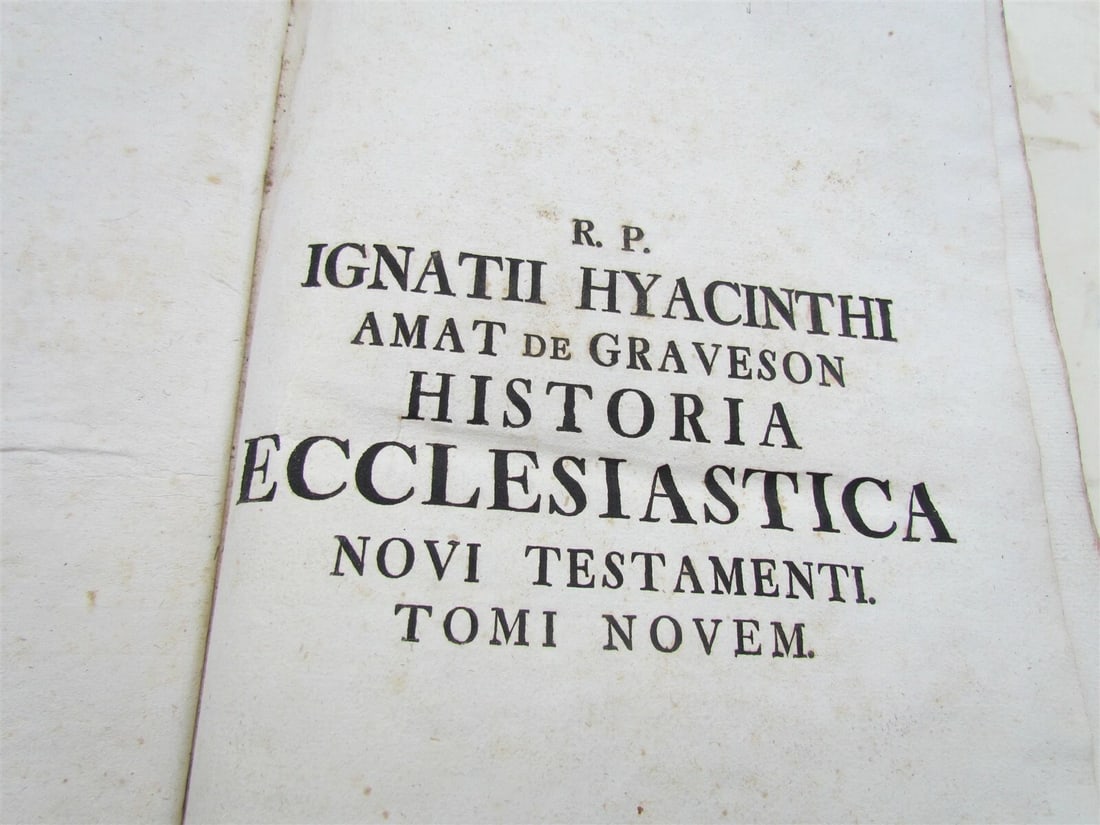 R. P.
IGNATII HYACINTHI
AMAT DE GRAVESON
HISTORIA
ECCLESIASTICA
NOVI TESTAMENTI.
TOMI NOVEM.